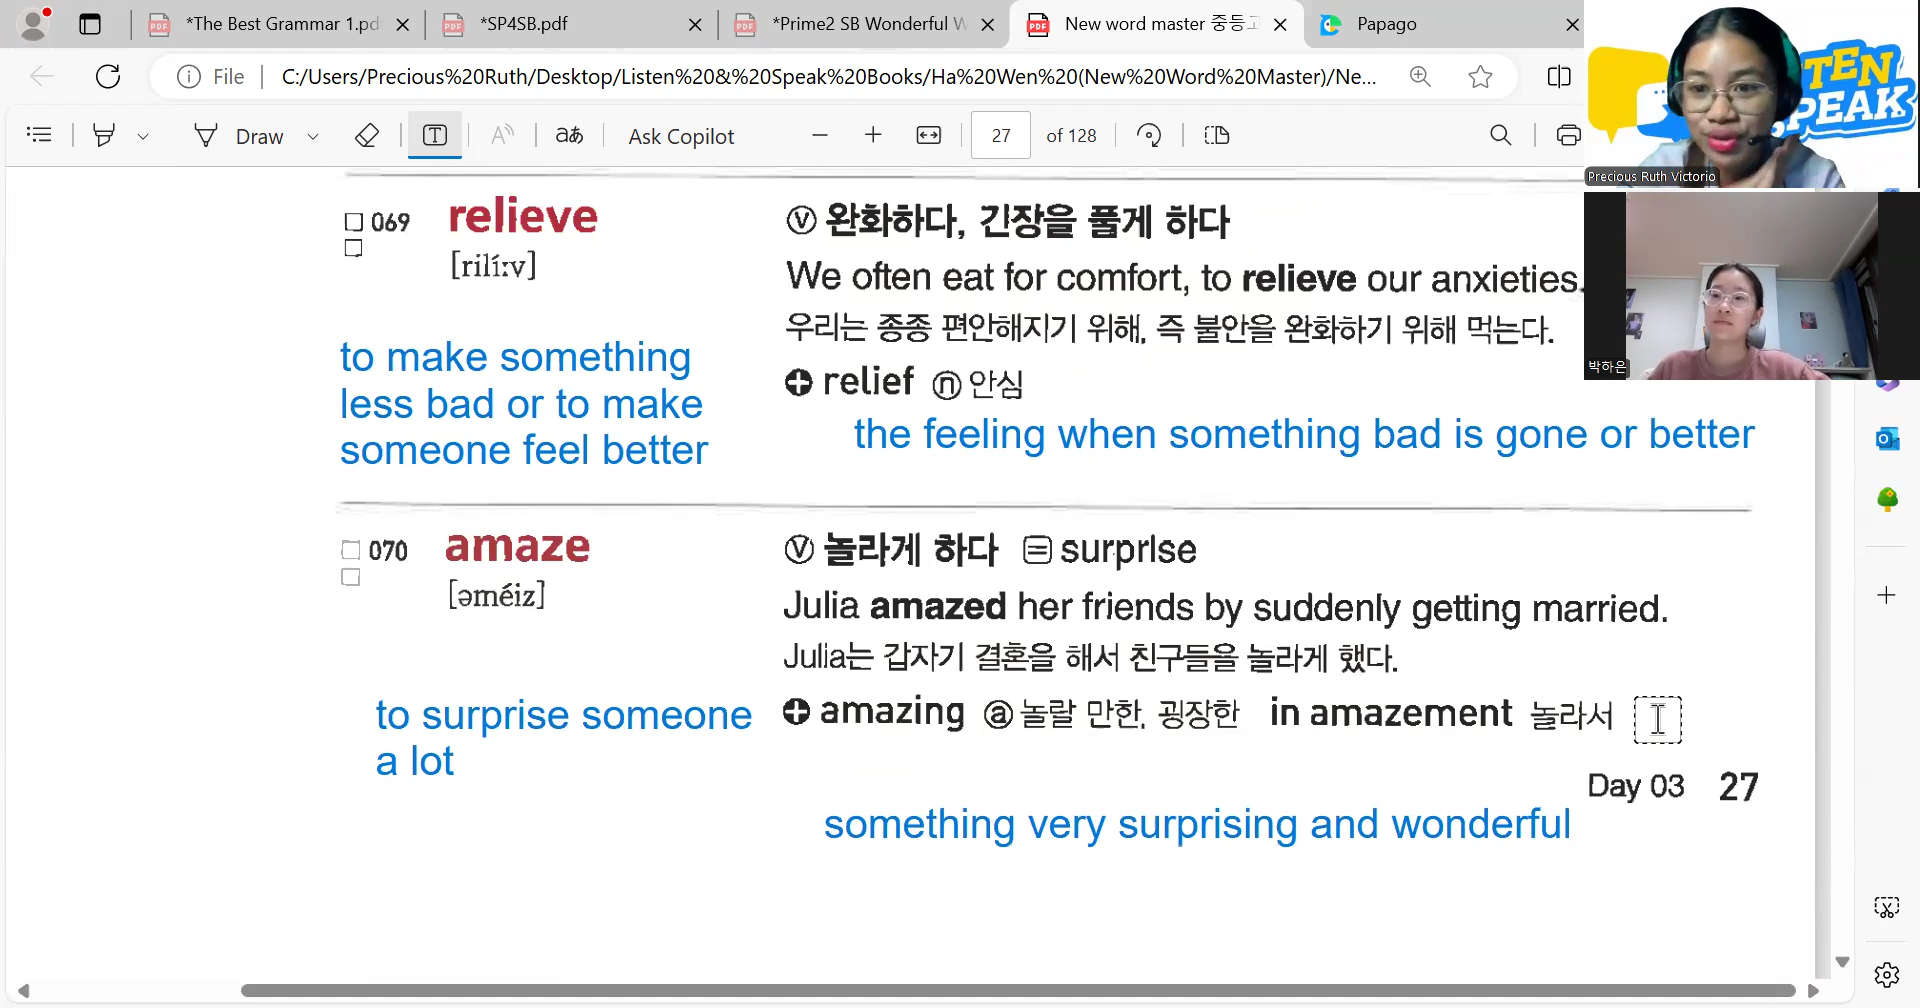 *The Best Grammar 1.pd
*SP4SB.pdf
*Prime2 SB Wonderful W
New word master 중등고
Papago
File
C:/Users/Precious%20Ruth/Desktop/Listen%20&%20Speak%20Books/Ha%20Wen%20(New%20Word%20Master)/Ne...
Draw
T
A
aあ
Ask Copilot
27
of 128
TEN
PEAK
Precious Ruth Victorio
박하은
069
relieve
[rilíːv]
ⓥ 완화하다, 긴장을 풀게 하다
We often eat for comfort, to relieve our anxieties.
우리는 종종 편안해지기 위해, 즉 불안을 완화하기 위해 먹는다.
relief ⓝ 안심
to make something
less bad or to make
someone feel better
the feeling when something bad is gone or better
070
amaze
[əméiz]
ⓥ 놀라게 하다 = surprise
Julia amazed her friends by suddenly getting married.
Julia는 갑자기 결혼을 해서 친구들을 놀라게 했다.
amazing ⓐ 놀랄 만한, 굉장한 in amazement 놀라서
to surprise someone
a lot
Day 03 27
something very surprising and wonderful